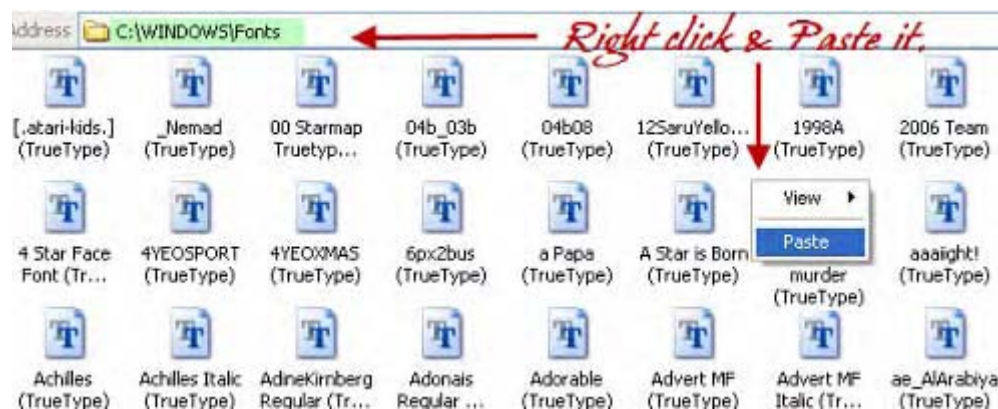 Address C:\WINDOWS\Fonts
Right click & Paste it.
[.atari-kids.] (TrueType)
_Nemad (TrueType)
00 Starmap Truetyp...
04b_03b (TrueType)
04b08 (TrueType)
12SaruYello... (TrueType)
1998A (TrueType)
2006 Team (TrueType)
4 Star Face Font (Tr...
4YEOSPORT (TrueType)
4YEOXMAS (TrueType)
6px2bus (TrueType)
a Papa (TrueType)
A Star is Born (TrueType)
View
Paste
murder (TrueType)
aaaight! (TrueType)
Achilles (TrueType)
Achilles Italic (TrueType)
AdineKirnberg Regular (Tr...
Adonais Regular ...
Adorable (TrueType)
Advert MF (TrueType)
Advert MF Italic (Tr...
ae_AlArabiya (TrueType)